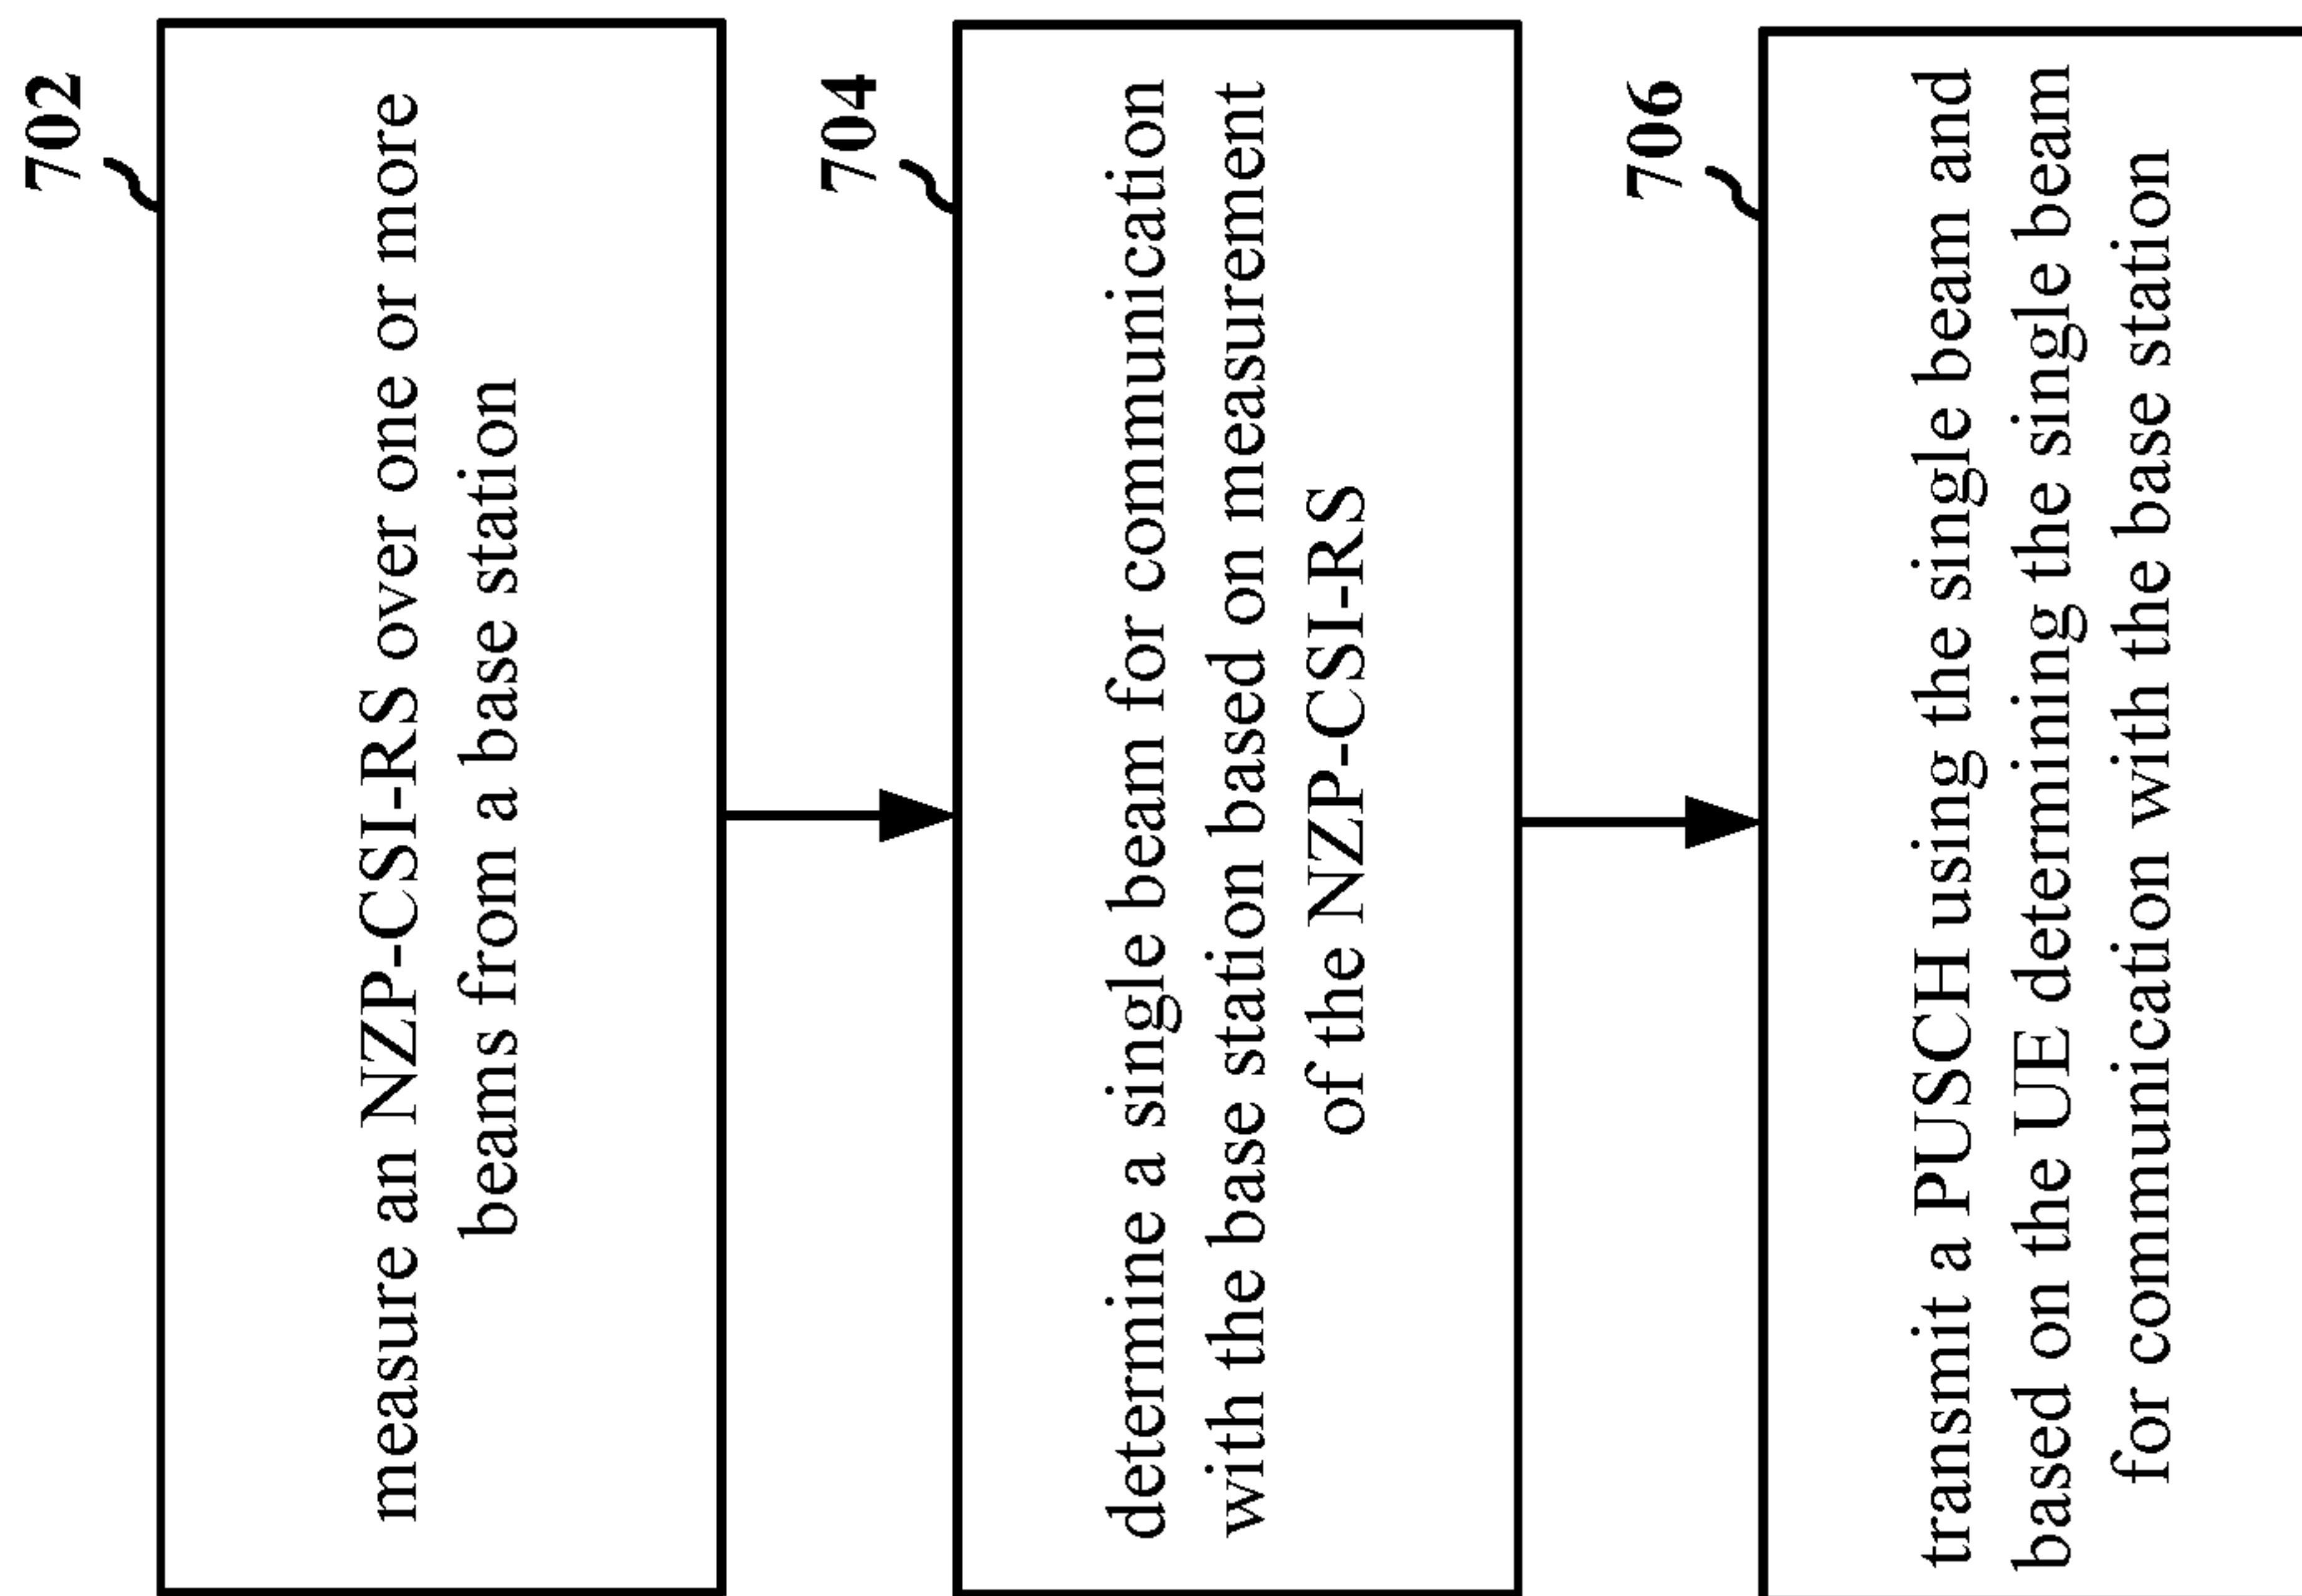 702
measure an NZP-CSI-RS over one or more
beams from a base station
704
determine a single beam for communication
with the base station based on measurement
of the NZP-CSI-RS
706
transmit a PUSCH using the single beam and
based on the UE determining the single beam
for communication with the base station